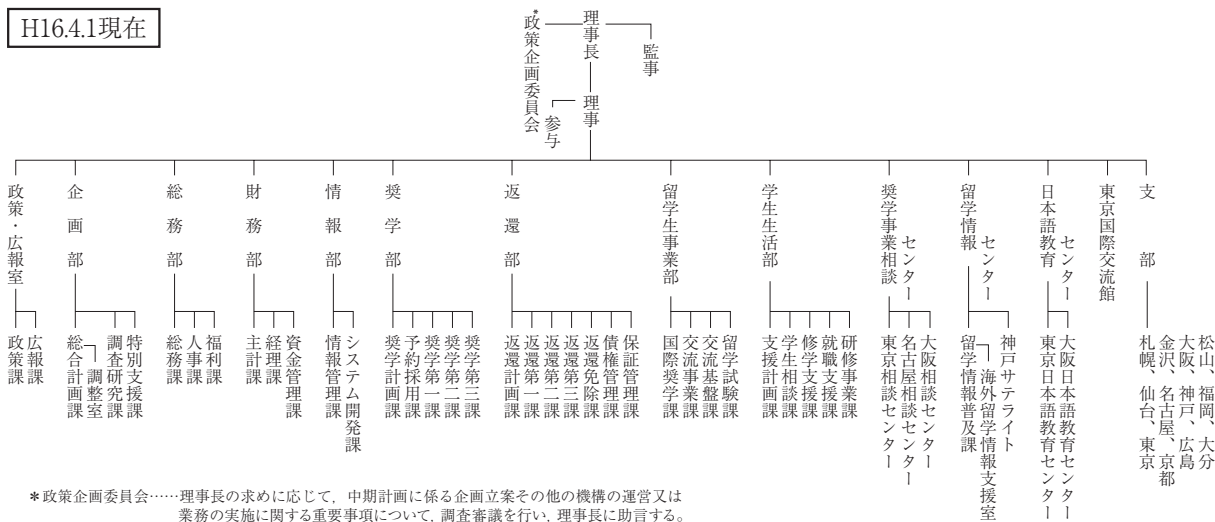 H16.4.1現在
理事長
監事
*政策企画委員会
理事
参与
政策・広報室
政策課
広報課
企画部
総合計画課
調整室
調査研究課
特別支援課
総務部
総務課
人事課
福利課
財務部
主計課
経理課
資金管理課
情報部
情報管理課
システム開発課
奨学部
奨学計画課
予約採用課
奨学第一課
奨学第二課
奨学第三課
返還部
返還計画課
返還第一課
返還第二課
返還第三課
返還免除課
債権管理課
保証管理課
留学生事業部
国際奨学課
交流事業課
交流基盤課
留学試験課
学生生活部
支援計画課
学生相談課
修学支援課
就職支援課
研修事業課
奨学事業相談
センター
東京相談センター
名古屋相談センター
大阪相談センター
留学情報
センター
留学情報普及課
海外留学情報支援室
神戸サテライト
日本語教育
センター
東京日本語教育センター
大阪日本語教育センター
東京国際交流館
支部
札幌、仙台、東京
金沢、名古屋、京都
大阪、神戸、広島
松山、福岡、大分
*政策企画委員会……理事長の求めに応じて，中期計画に係る企画立案その他の機構の運営又は
業務の実施に関する重要事項について，調査審議を行い，理事長に助言する。